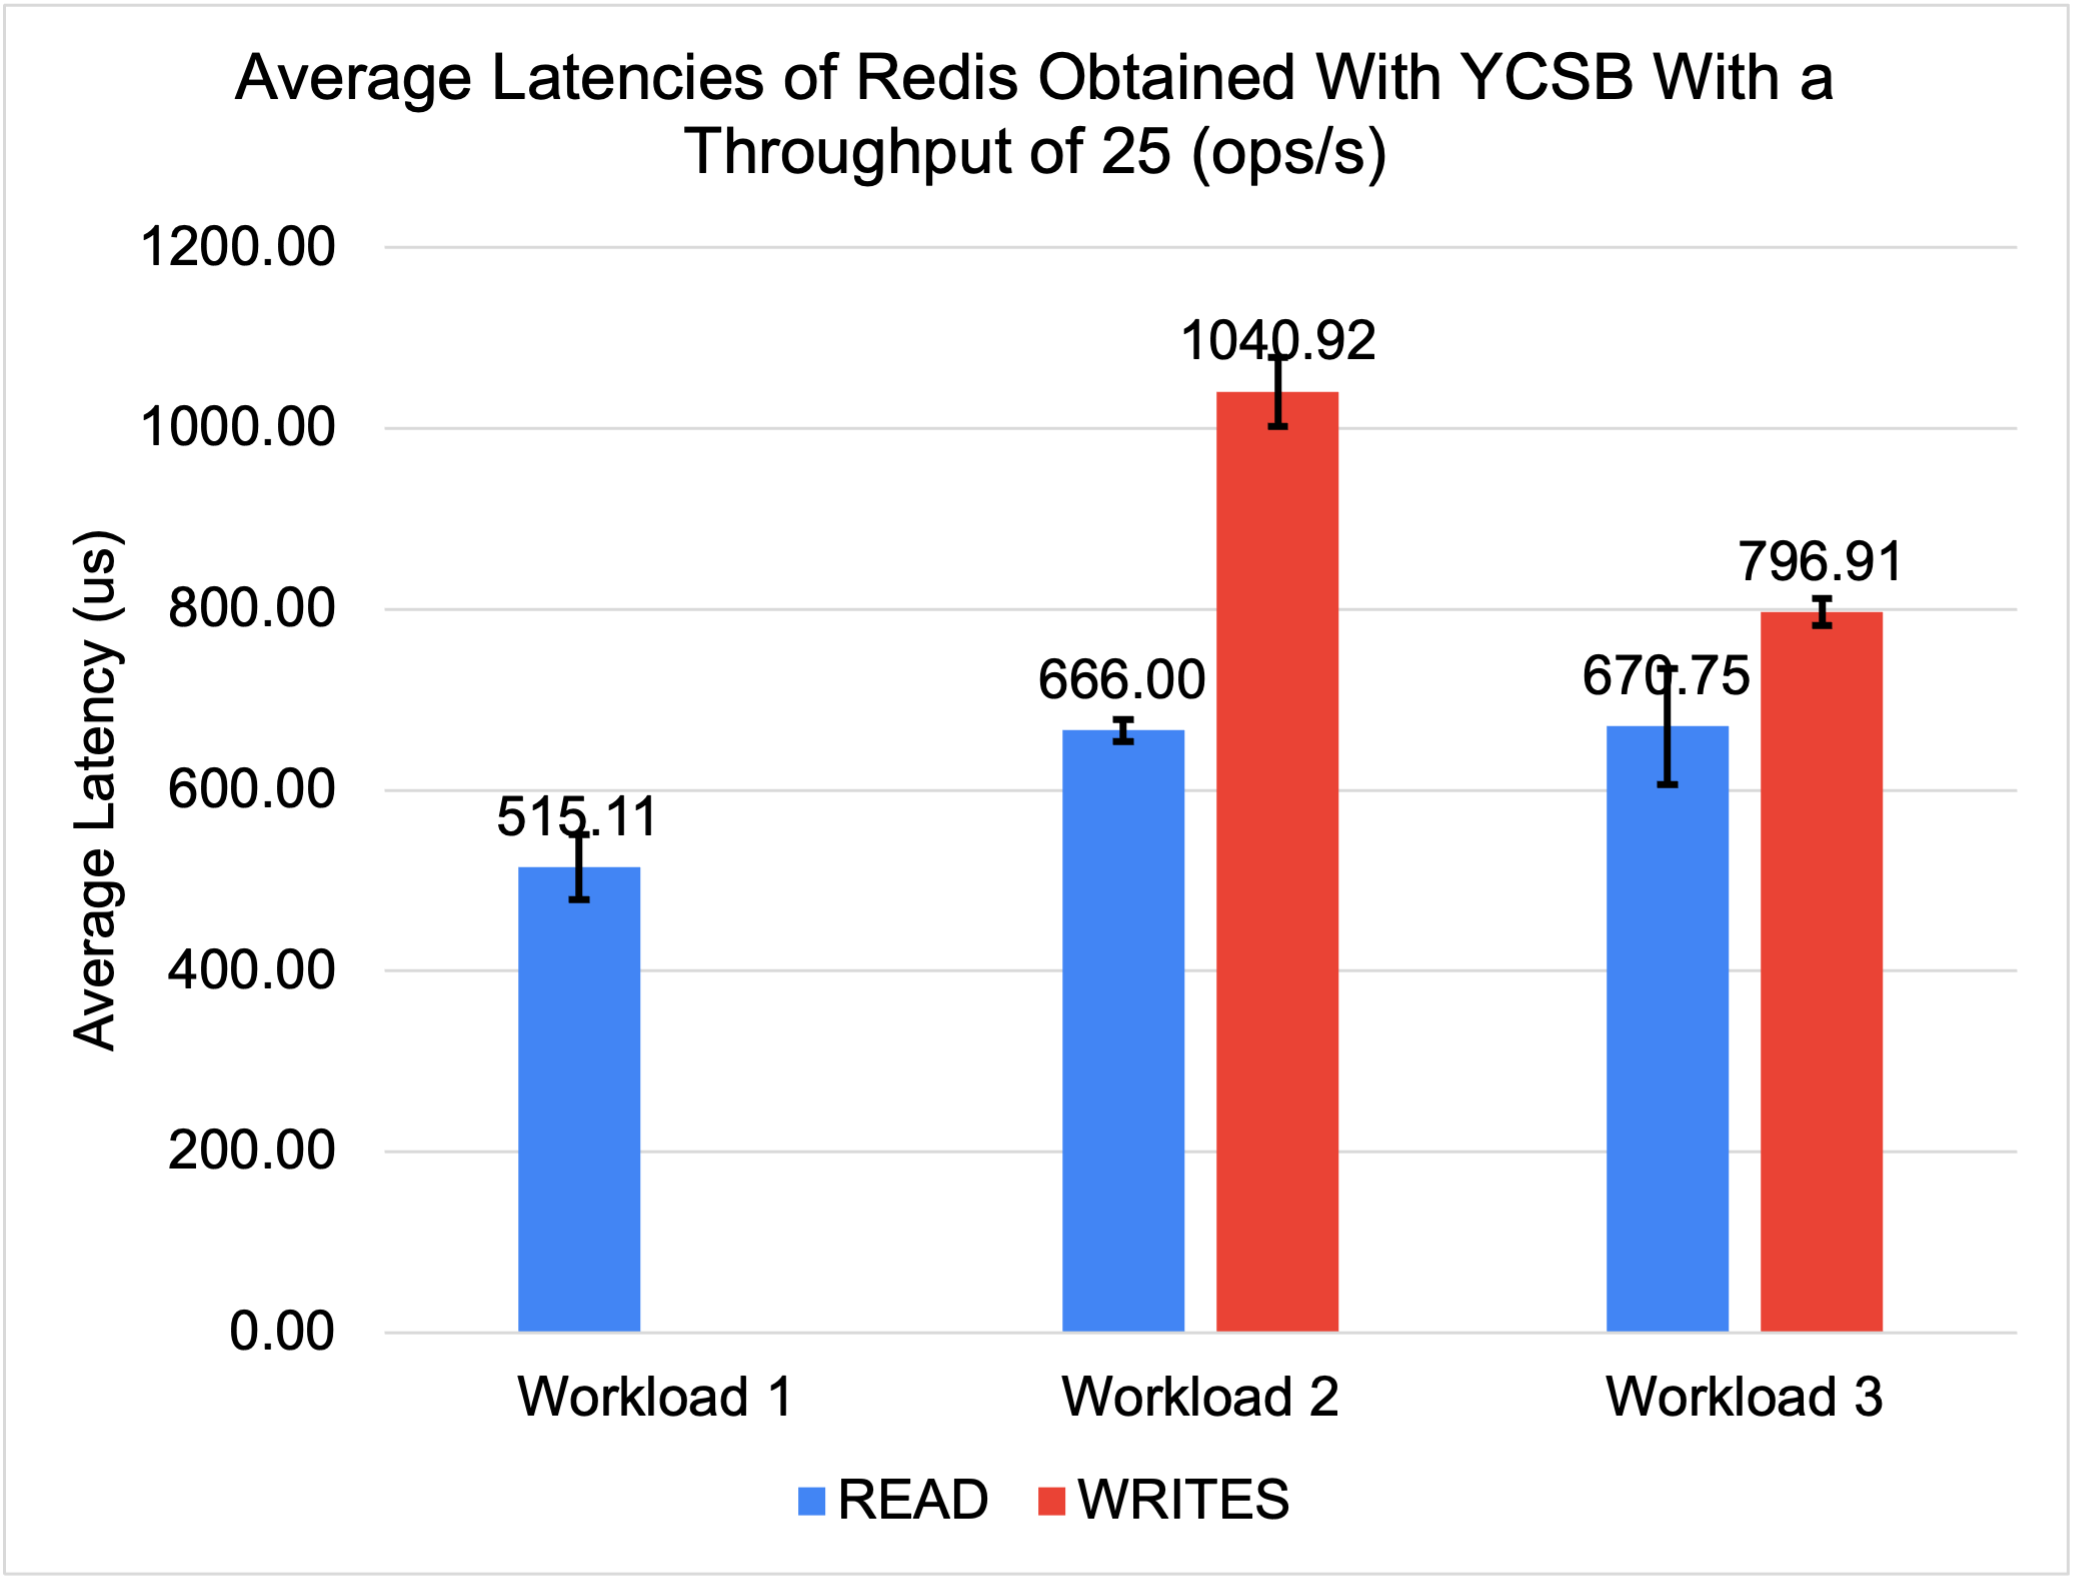 Average Latencies of Redis Obtained With YCSB With a
Throughput of 25 (ops/s)
Average Latency (us)
1200.00
1000.00
800.00
600.00
400.00
200.00
0.00
515.11
666.00
1040.92
670.75
796.91
Workload 1
Workload 2
Workload 3
READ
WRITES